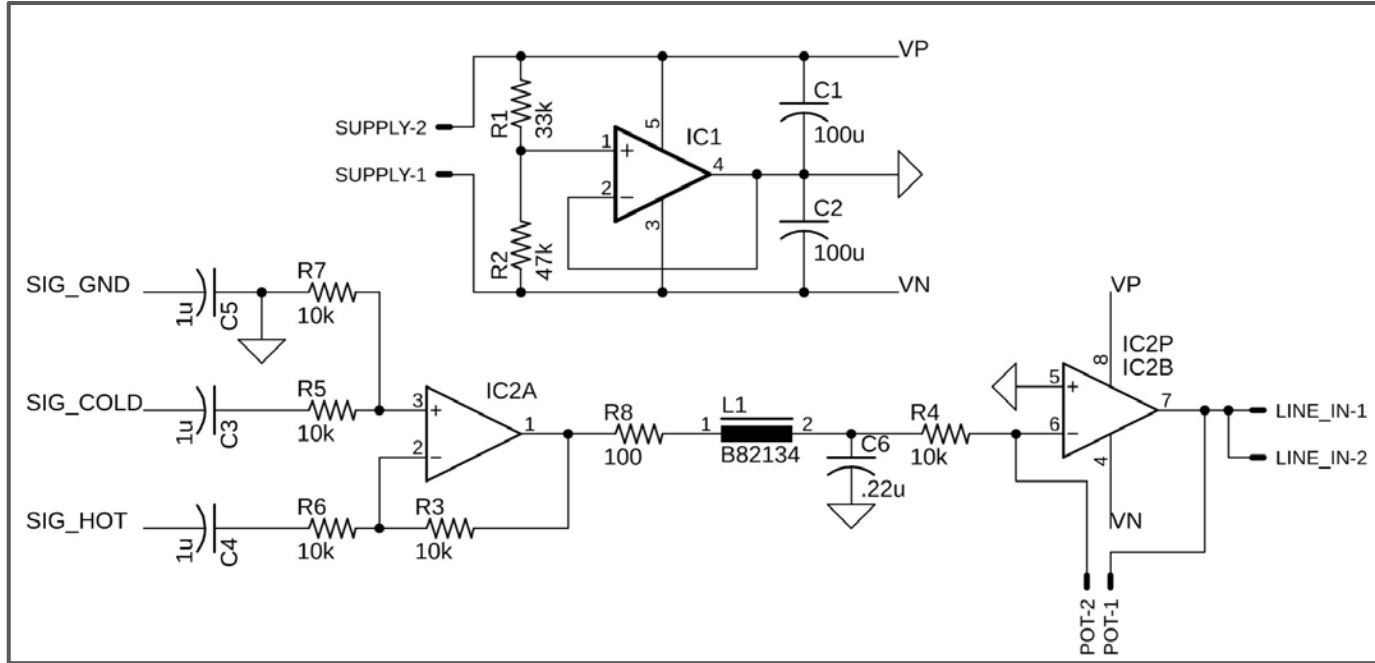 VP
C1
100u
R1
33k
5
IC1
SUPPLY-2
1
+
4
SUPPLY-1
2
−
C2
100u
3
R2
47k
VN
SIG_GND
1u
C5
R7
10k
VP
IC2P
IC2B
8
SIG_COLD
1u
C3
R5
10k
IC2A
3
+
1
2
−
R8
100
L1
1
2
B82134
C6
.22u
R4
10k
5
+
6
−
7
4
LINE_IN-1
LINE_IN-2
SIG_HOT
1u
C4
R6
10k
R3
10k
VN
POT-2
POT-1